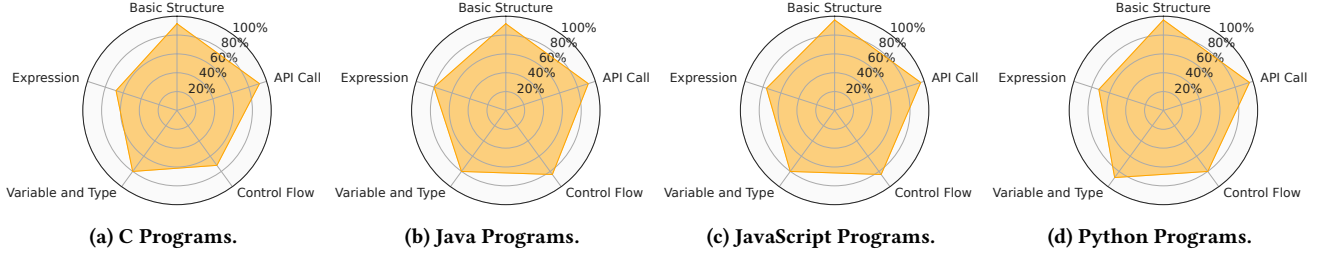 Basic Structure
100%
80%
60%
40%
20%
Expression
API Call
Variable and Type
Control Flow
(a) C Programs.
Basic Structure
100%
80%
60%
40%
20%
Expression
API Call
Variable and Type
Control Flow
(b) Java Programs.
Basic Structure
100%
80%
60%
40%
20%
Expression
API Call
Variable and Type
Control Flow
(c) JavaScript Programs.
Basic Structure
100%
80%
60%
40%
20%
Expression
API Call
Variable and Type
Control Flow
(d) Python Programs.